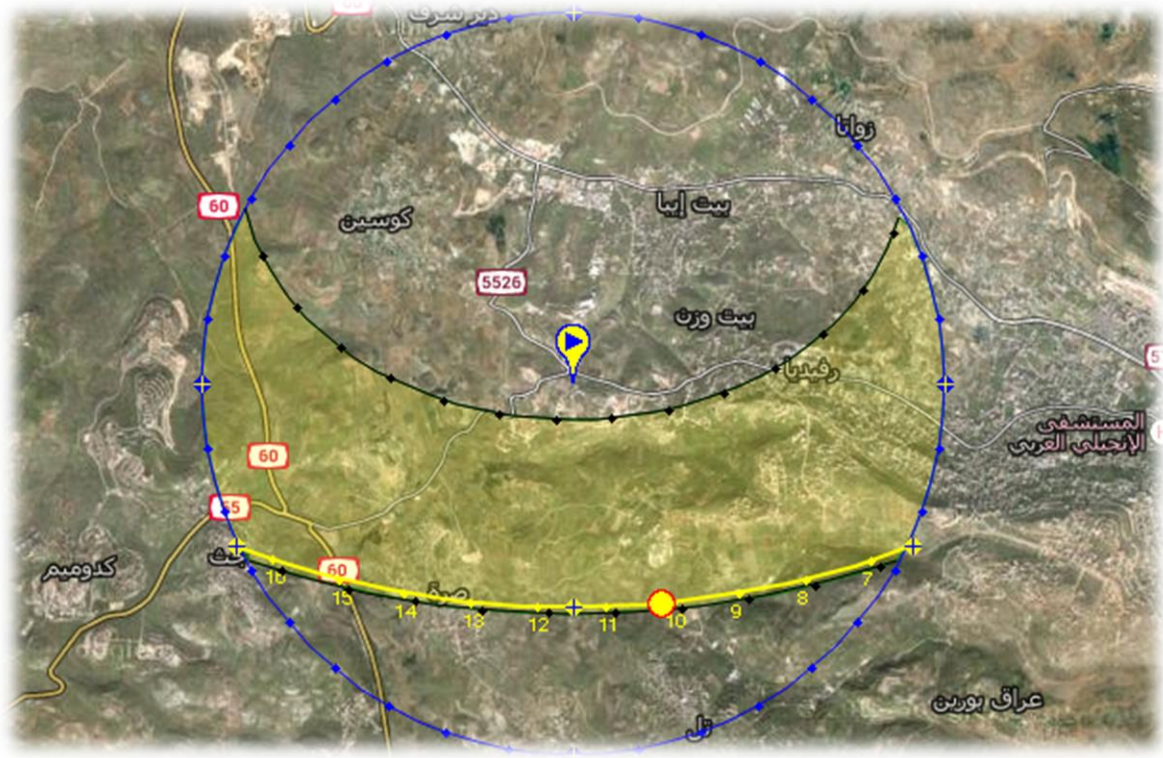 دير شرف
زواتا
60
كوسين
بيت إيبا
5526
بيت وزن
رفيديا
المستشفى
الإنجيلي العربي
60
55
جث
60
كدوميم
صرة
16
15
14
13
12
11
10
9
8
7
عراق بورين
تل